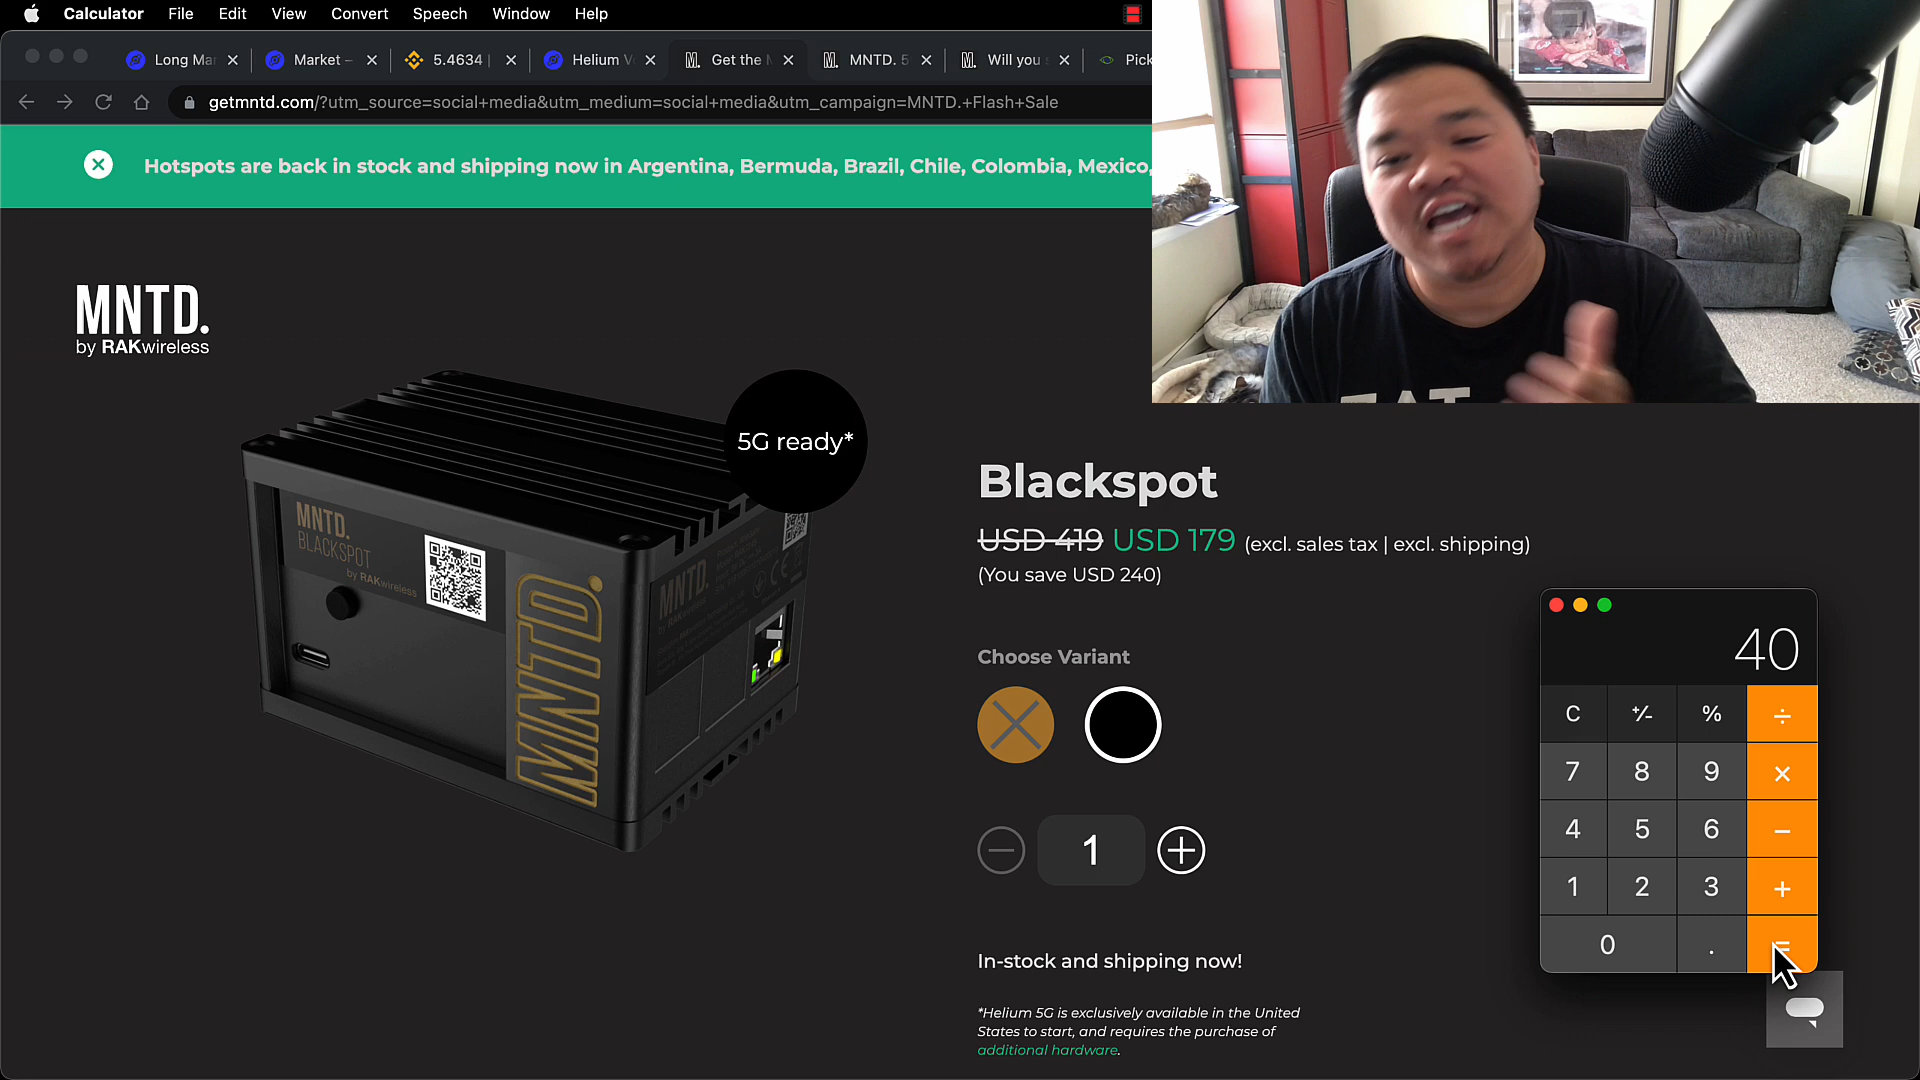 Calculator File Edit View Convert Speech Window Help
Long Mar Market – 5.4634 | Helium V Get the M MNTD. 5 Will you Pick
getmntd.com/?utm_source=social+media&utm_medium=social+media&utm_campaign=MNTD.+Flash+Sale
Hotspots are back in stock and shipping now in Argentina, Bermuda, Brazil, Chile, Colombia, Mexico,
MNTD.
by RAKwireless
5G ready*
MNTD.
BLACKSPOT
by RAKwireless
MNTD.
MNTD.
EAT
Blackspot
USD 419 USD 179 (excl. sales tax | excl. shipping)
(You save USD 240)
Choose Variant
1
In-stock and shipping now!
*Helium 5G is exclusively available in the United
States to start, and requires the purchase of
additional hardware.
40
C +/- % ÷
7 8 9 ×
4 5 6 −
1 2 3 +
0 . =